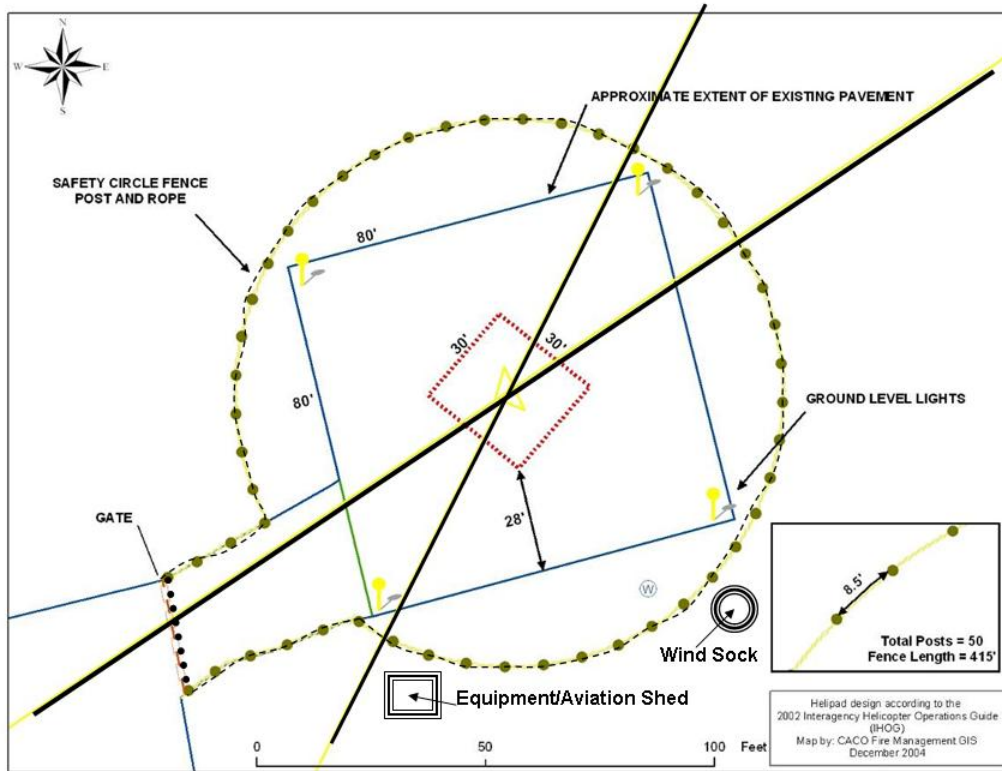 N
W E
S
APPROXIMATE EXTENT OF EXISTING PAVEMENT
SAFETY CIRCLE FENCE
POST AND ROPE
80'
30' 30'
80'
GROUND LEVEL LIGHTS
28'
GATE
W
8.5'
Total Posts = 50
Fence Length = 415'
Wind Sock
Equipment/Aviation Shed
Helipad design according to the
2002 Interagency Helicopter Operations Guide
(IHOG)
Map by: CACO Fire Management GIS
December 2004
0 50 100 Feet